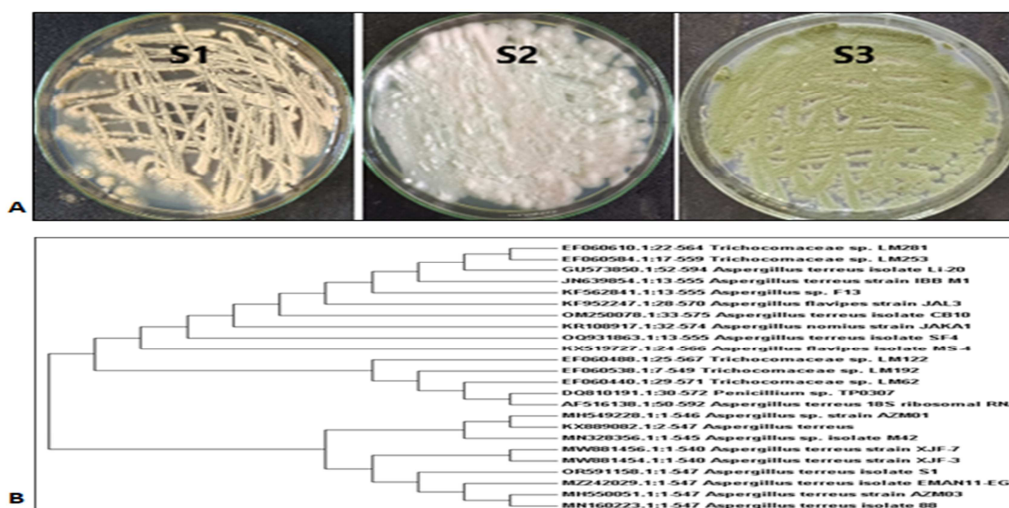 S1
S2
S3
A
EF060610.1:22-564 Trichocomaceae sp. LM281
EF060584.1:17-559 Trichocomaceae sp. LM253
GU573850.1:52-594 Aspergillus terreus isolate Li-20
JN639854.1:13-555 Aspergillus terreus strain IBB M1
KF562841.1:13-555 Aspergillus sp. F13
KF952247.1:28-570 Aspergillus flavipes strain JAL3
OM250078.1:33-575 Aspergillus terreus isolate CB10
KR108917.1:32-574 Aspergillus nomius strain JAKA1
OQ931863.1:13-555 Aspergillus terreus isolate SF4
KX519727.1:24-566 Aspergillus flavipes isolate MS-4
EF060488.1:25-567 Trichocomaceae sp. LM122
EF060538.1:7-549 Trichocomaceae sp. LM192
EF060440.1:29-571 Trichocomaceae sp. LM62
DQ810191.1:30-572 Penicillium sp. TP0307
AF516138.1:50-592 Aspergillus terreus 18S ribosomal RN
MH549228.1:1-546 Aspergillus sp. strain AZM01
KX889082.1:2-547 Aspergillus terreus
MN328356.1:1-545 Aspergillus sp. isolate M42
MW881456.1:1-540 Aspergillus terreus strain XJF-7
MW881454.1:1-540 Aspergillus terreus strain XJF-3
OR591158.1:1-547 Aspergillus terreus isolate S1
MZ242029.1:1-547 Aspergillus terreus isolate EMAN11-EG
MH550051.1:1-547 Aspergillus terreus strain AZM03
MN160223.1:1-547 Aspergillus terreus isolate 88
B